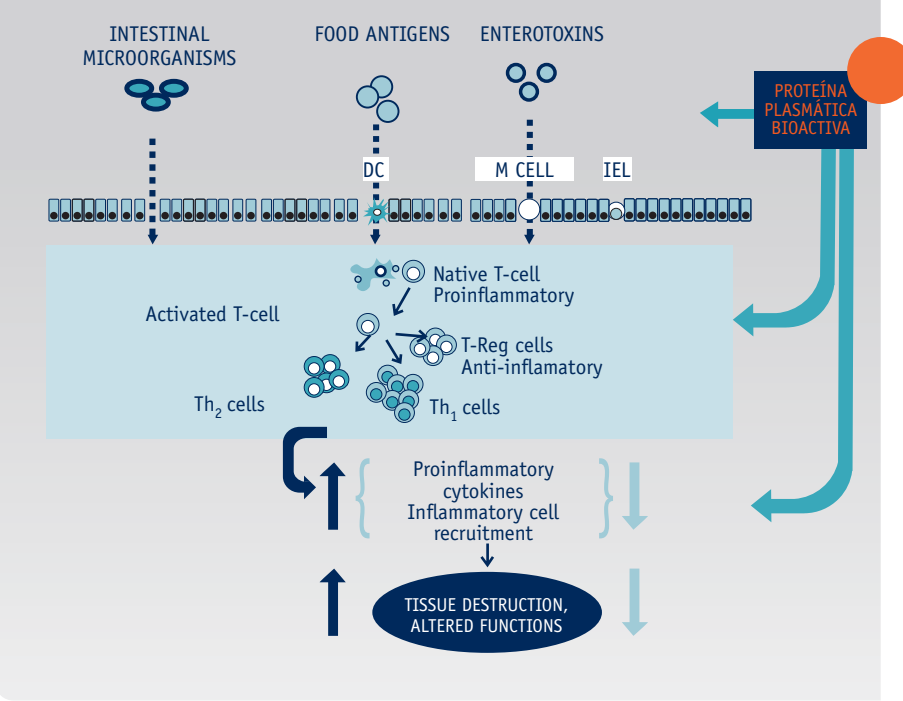 INTESTINAL
MICROORGANISMS
FOOD ANTIGENS
ENTEROTOXINS
PROTEÍNA
PLASMÁTICA
BIOACTIVA
DC
M CELL
IEL
Native T-cell
Proinflammatory
Activated T-cell
T-Reg cells
Anti-inflamatory
Th2 cells
Th1 cells
Proinflammatory
cytokines
Inflammatory cell
recruitment
TISSUE DESTRUCTION,
ALTERED FUNCTIONS